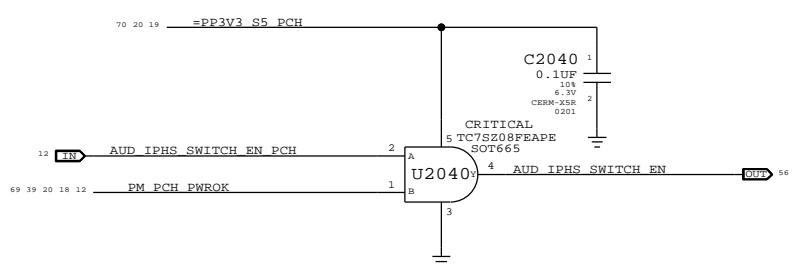 70 20 19 =PP3V3_S5_PCH
C2040 1
0.1UF
10%
6.3V
CERM-X5R 2
0201
CRITICAL
5 TC7SZ08FEAPE
SOT665
12 IN AUD_IPHS_SWITCH_EN_PCH 2 A
U2040 Y 4 AUD_IPHS_SWITCH_EN OUT 56
69 39 20 18 12 PM_PCH_PWROK 1 B
3